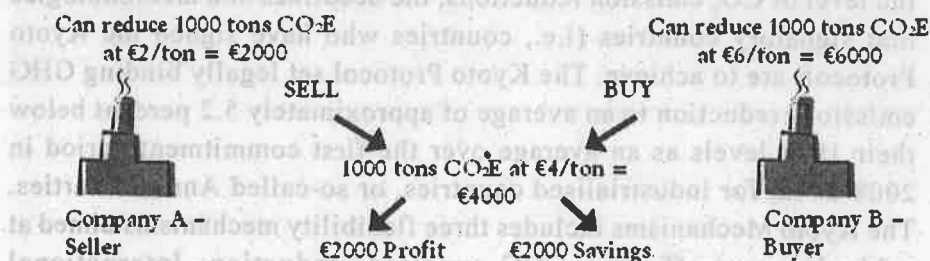 Can reduce 1000 tons CO2E
at €2/ton = €2000
Can reduce 1000 tons CO2E
at €6/ton = €6000
SELL
BUY
1000 tons CO2E at €4/ton =
€4000
Company A –
Seller
€2000 Profit
€2000 Savings
Company B –
Buyer